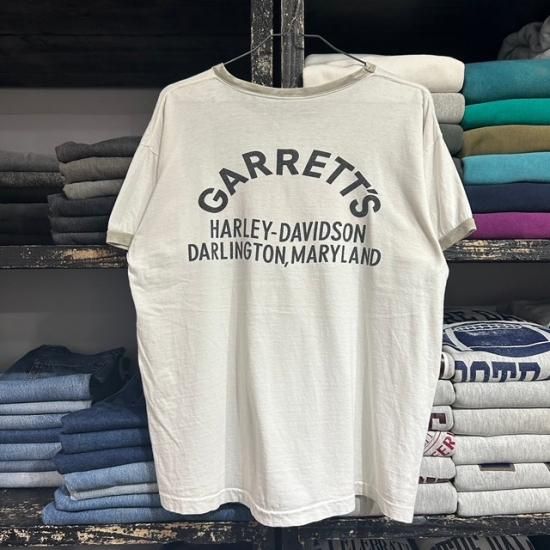 GARRETT'S
HARLEY-DAVIDSON
DARLINGTON, MARYLAND